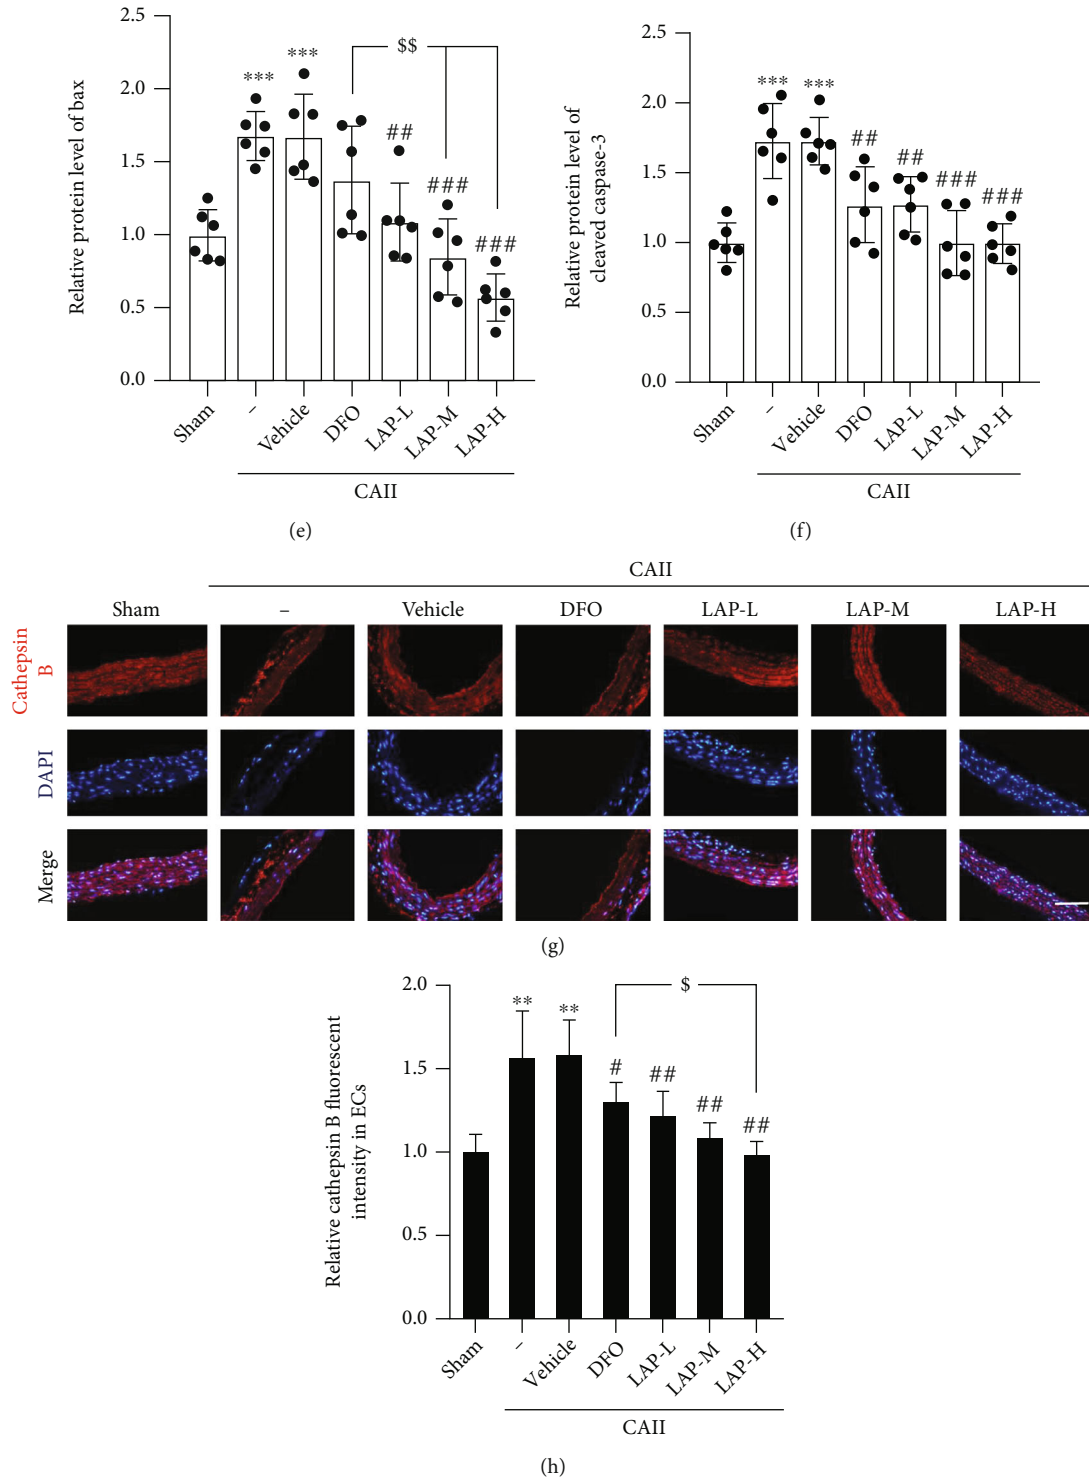 2.5
2.0
1.5
1.0
0.5
0.0
Relative protein level of bax
***
***
##
###
###
$$
Sham
–
Vehicle
DFO
LAP-L
LAP-M
LAP-H
CAII
(e)
2.5
2.0
1.5
1.0
0.5
0.0
Relative protein level of
cleaved caspase-3
***
***
##
##
###
###
Sham
–
Vehicle
DFO
LAP-L
LAP-M
LAP-H
CAII
(f)
CAII
Sham
–
Vehicle
DFO
LAP-L
LAP-M
LAP-H
Cathepsin
B
DAPI
Merge
(g)
2.0
1.5
1.0
0.5
0.0
Relative cathepsin B fluorescent
intensity in ECs
**
**
#
##
##
##
$
Sham
–
Vehicle
DFO
LAP-L
LAP-M
LAP-H
CAII
(h)